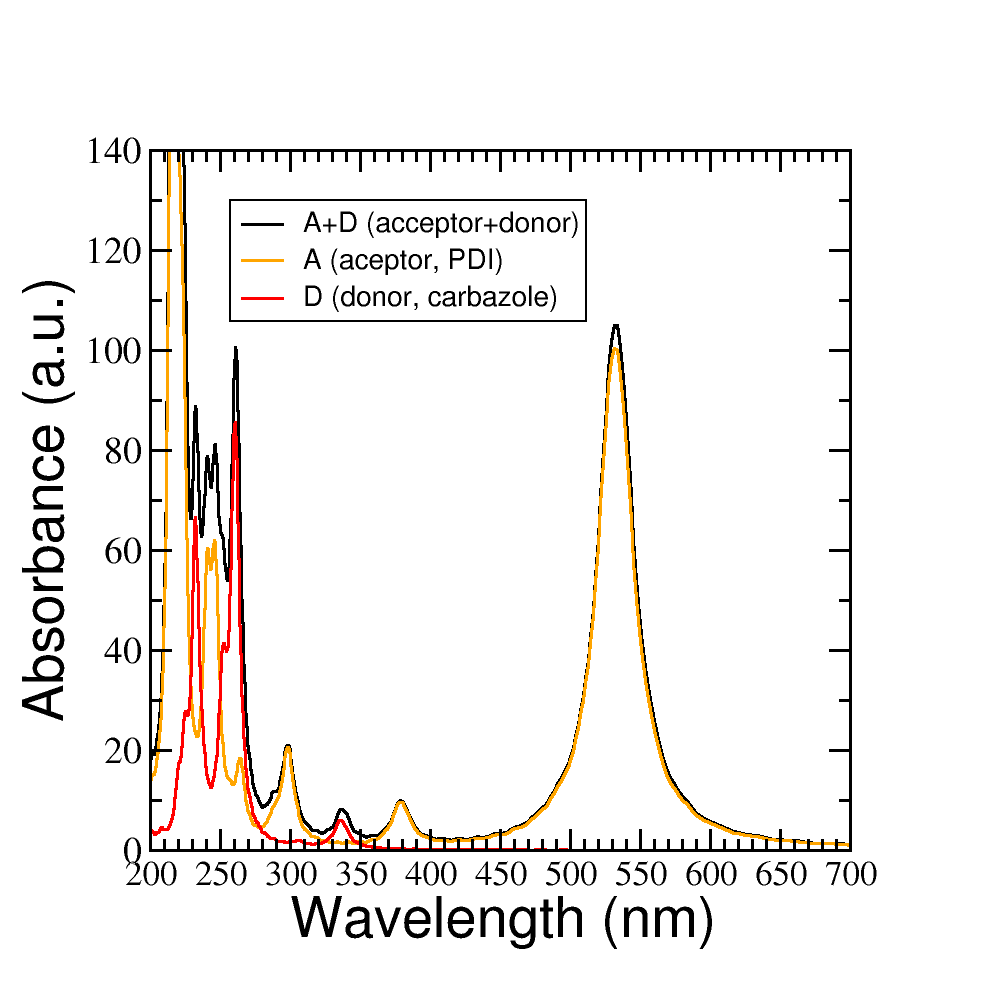 140
120
100
80
60
40
20
0
Absorbance (a.u.)
A+D (acceptor+donor)
A (aceptor, PDI)
D (donor, carbazole)
200 250 300 350 400 450 500 550 600 650 700
Wavelength (nm)